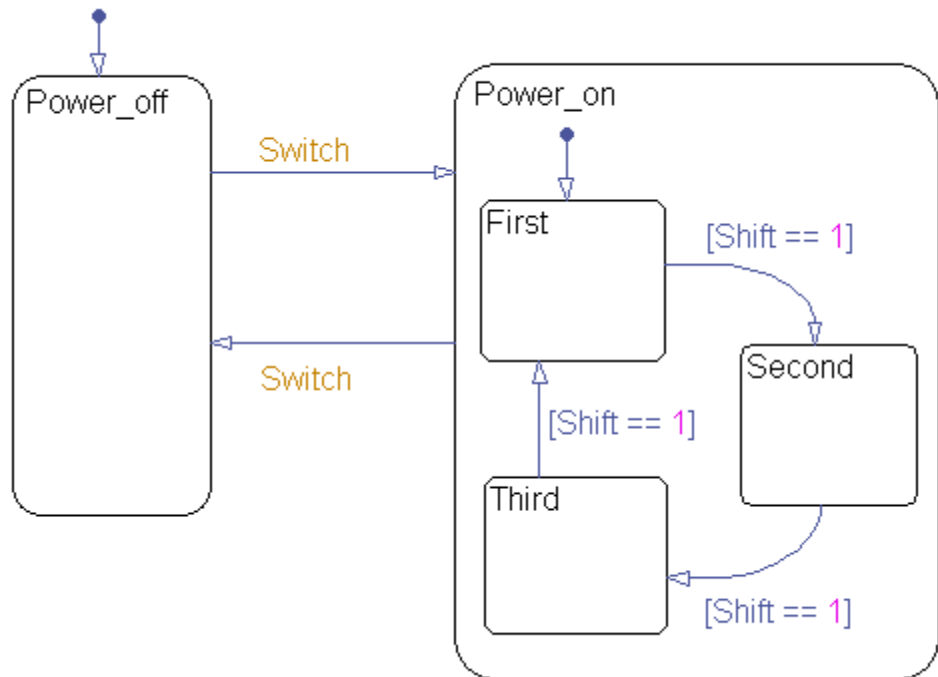 Power_off
Switch
Switch
Power_on
First
[Shift == 1]
Second
[Shift == 1]
Third
[Shift == 1]